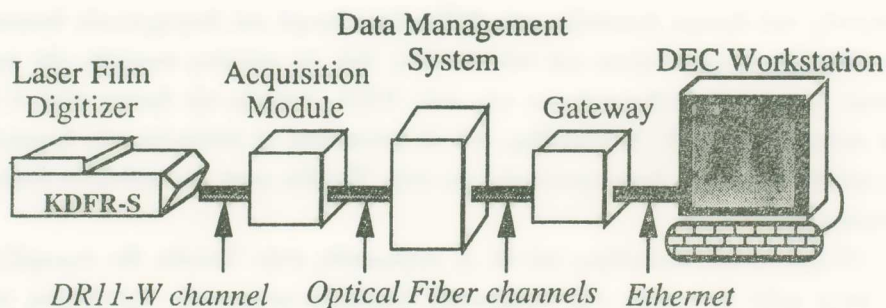 Data Management
System
DEC Workstation
Laser Film
Digitizer
Acquisition
Module
Gateway
KDFR-S
DR11-W channel
Optical Fiber channels
Ethernet